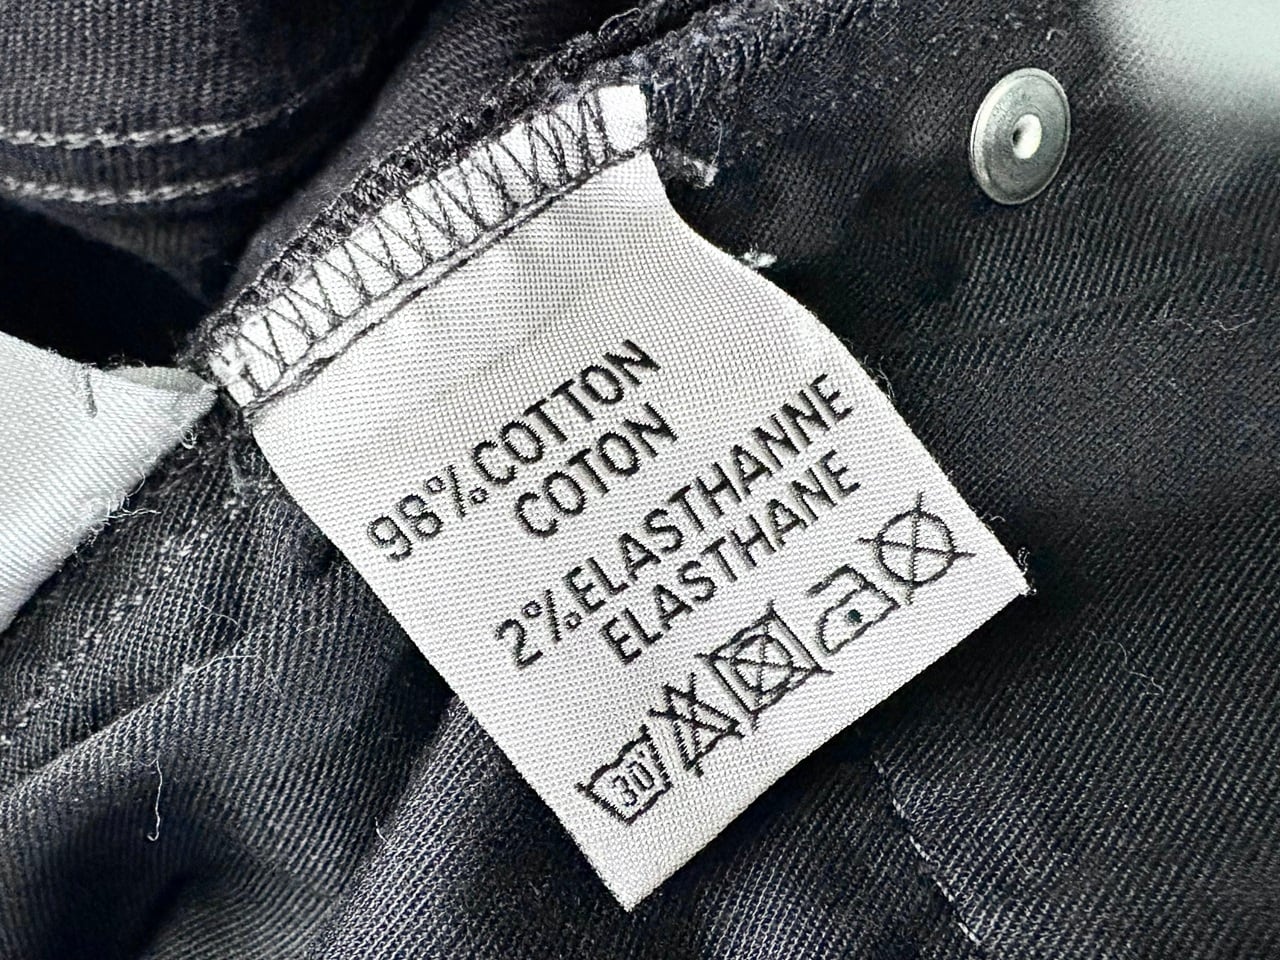 98%COTTON
COTON
2%ELASTHANNE
ELASTHANE
30°